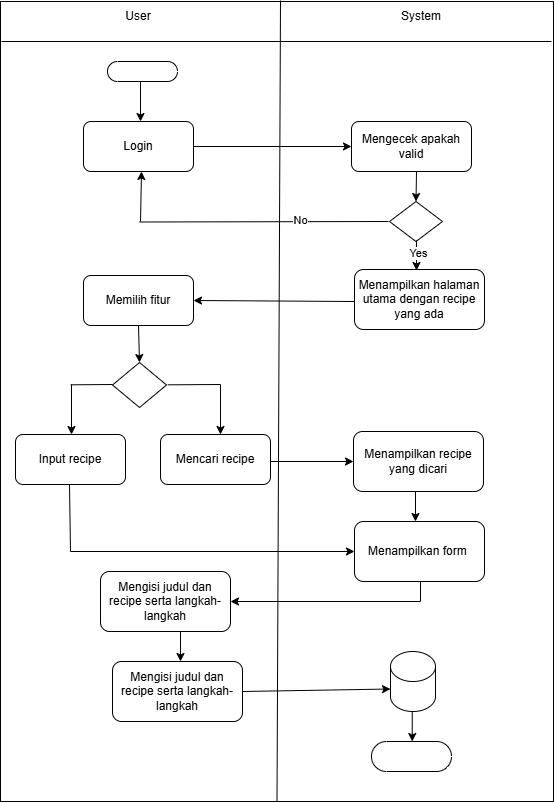 User
System
Login
Mengecek apakah
valid
No
Yes
Memilih fitur
Menampilkan halaman
utama dengan recipe
yang ada
Input recipe
Mencari recipe
Menampilkan recipe
yang dicari
Menampilkan form
Mengisi judul dan
recipe serta langkah-
langkah
Mengisi judul dan
recipe serta langkah-
langkah